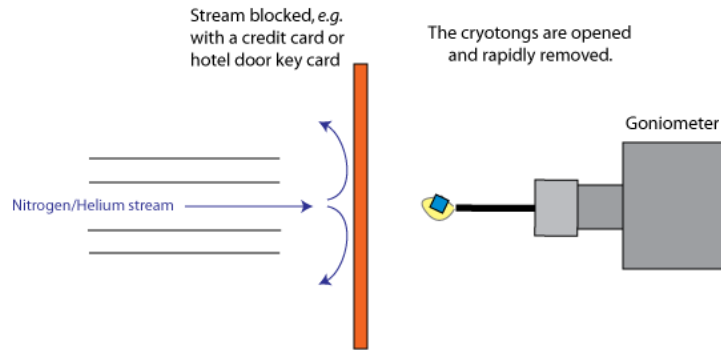 Stream blocked, e.g.
with a credit card or
hotel door key card
The cryotongs are opened
and rapidly removed.
Goniometer
Nitrogen/Helium stream